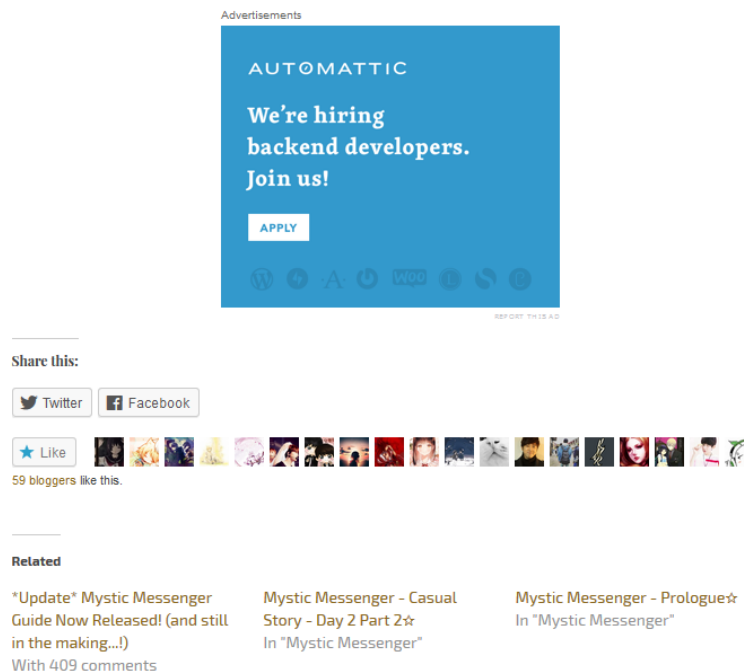 Advertisements
AUTOMATTIC
We're hiring
backend developers.
Join us!
APPLY
WOO
REPORT THIS AD
Share this:
Twitter
Facebook
Like
59 bloggers like this.
Related
*Update* Mystic Messenger
Guide Now Released! (and still
in the making...!)
With 409 comments
Mystic Messenger - Casual
Story - Day 2 Part 2☆
In "Mystic Messenger"
Mystic Messenger - Prologue☆
In "Mystic Messenger"